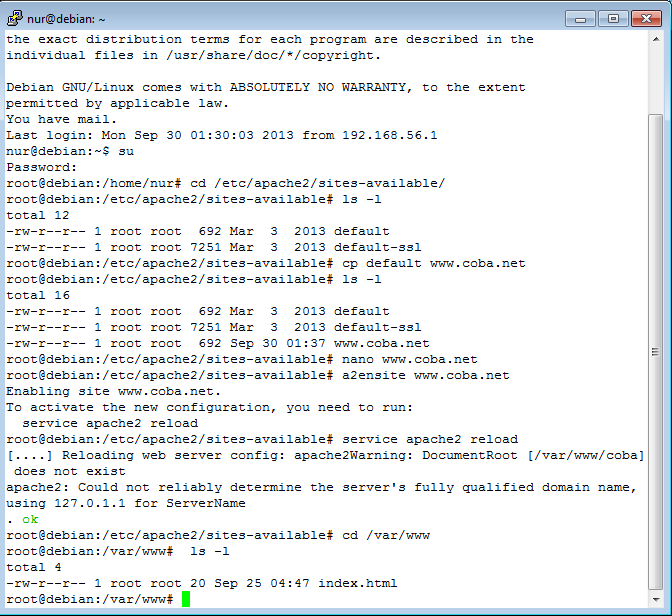 nur@debian: ~
the exact distribution terms for each program are described in the
individual files in /usr/share/doc/*/copyright.
Debian GNU/Linux comes with ABSOLUTELY NO WARRANTY, to the extent
permitted by applicable law.
You have mail.
Last login: Mon Sep 30 01:30:03 2013 from 192.168.56.1
nur@debian:~$ su
Password:
root@debian:/home/nur# cd /etc/apache2/sites-available/
root@debian:/etc/apache2/sites-available# ls -l
total 12
-rw-r--r-- 1 root root  692 Mar  3  2013 default
-rw-r--r-- 1 root root 7251 Mar  3  2013 default-ssl
root@debian:/etc/apache2/sites-available# cp default www.coba.net
root@debian:/etc/apache2/sites-available# ls -l
total 16
-rw-r--r-- 1 root root  692 Mar  3  2013 default
-rw-r--r-- 1 root root 7251 Mar  3  2013 default-ssl
-rw-r--r-- 1 root root  692 Sep 30 01:37 www.coba.net
root@debian:/etc/apache2/sites-available# nano www.coba.net
root@debian:/etc/apache2/sites-available# a2ensite www.coba.net
Enabling site www.coba.net.
To activate the new configuration, you need to run:
  service apache2 reload
root@debian:/etc/apache2/sites-available# service apache2 reload
[....] Reloading web server config: apache2Warning: DocumentRoot [/var/www/coba]
 does not exist
apache2: Could not reliably determine the server's fully qualified domain name,
using 127.0.1.1 for ServerName
. ok
root@debian:/etc/apache2/sites-available# cd /var/www
root@debian:/var/www#  ls -l
total 4
-rw-r--r-- 1 root root 20 Sep 25 04:47 index.html
root@debian:/var/www#